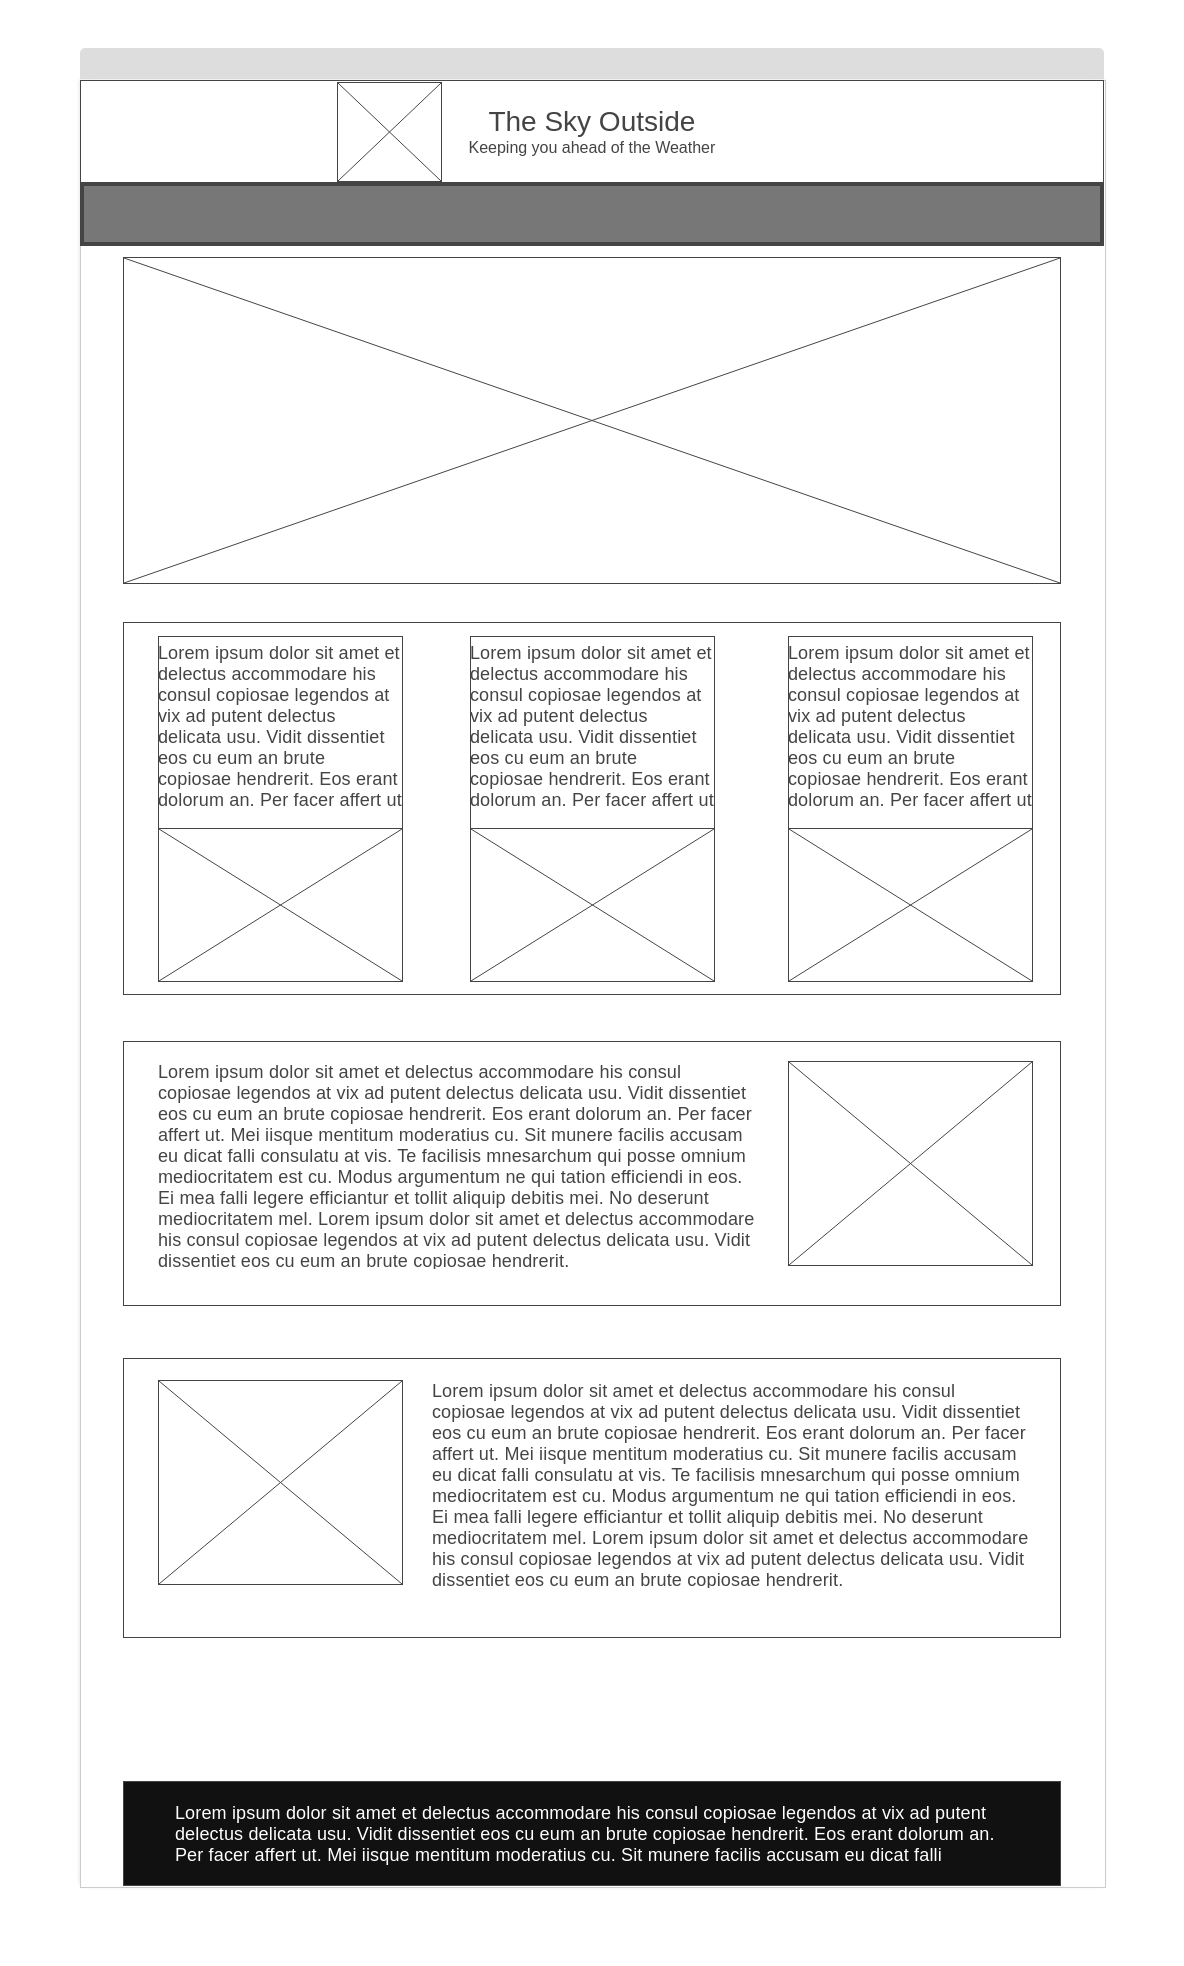 The Sky Outside
Keeping you ahead of the Weather
Lorem ipsum dolor sit amet et
delectus accommodare his
consul copiosae legendos at
vix ad putent delectus
delicata usu. Vidit dissentiet
eos cu eum an brute
copiosae hendrerit. Eos erant
dolorum an. Per facer affert ut
Lorem ipsum dolor sit amet et
delectus accommodare his
consul copiosae legendos at
vix ad putent delectus
delicata usu. Vidit dissentiet
eos cu eum an brute
copiosae hendrerit. Eos erant
dolorum an. Per facer affert ut
Lorem ipsum dolor sit amet et
delectus accommodare his
consul copiosae legendos at
vix ad putent delectus
delicata usu. Vidit dissentiet
eos cu eum an brute
copiosae hendrerit. Eos erant
dolorum an. Per facer affert ut
Lorem ipsum dolor sit amet et delectus accommodare his consul
copiosae legendos at vix ad putent delectus delicata usu. Vidit dissentiet
eos cu eum an brute copiosae hendrerit. Eos erant dolorum an. Per facer
affert ut. Mei iisque mentitum moderatius cu. Sit munere facilis accusam
eu dicat falli consulatu at vis. Te facilisis mnesarchum qui posse omnium
mediocritatem est cu. Modus argumentum ne qui tation efficiendi in eos.
Ei mea falli legere efficiantur et tollit aliquip debitis mei. No deserunt
mediocritatem mel. Lorem ipsum dolor sit amet et delectus accommodare
his consul copiosae legendos at vix ad putent delectus delicata usu. Vidit
dissentiet eos cu eum an brute copiosae hendrerit.
Lorem ipsum dolor sit amet et delectus accommodare his consul
copiosae legendos at vix ad putent delectus delicata usu. Vidit dissentiet
eos cu eum an brute copiosae hendrerit. Eos erant dolorum an. Per facer
affert ut. Mei iisque mentitum moderatius cu. Sit munere facilis accusam
eu dicat falli consulatu at vis. Te facilisis mnesarchum qui posse omnium
mediocritatem est cu. Modus argumentum ne qui tation efficiendi in eos.
Ei mea falli legere efficiantur et tollit aliquip debitis mei. No deserunt
mediocritatem mel. Lorem ipsum dolor sit amet et delectus accommodare
his consul copiosae legendos at vix ad putent delectus delicata usu. Vidit
dissentiet eos cu eum an brute copiosae hendrerit.
Lorem ipsum dolor sit amet et delectus accommodare his consul copiosae legendos at vix ad putent
delectus delicata usu. Vidit dissentiet eos cu eum an brute copiosae hendrerit. Eos erant dolorum an.
Per facer affert ut. Mei iisque mentitum moderatius cu. Sit munere facilis accusam eu dicat falli